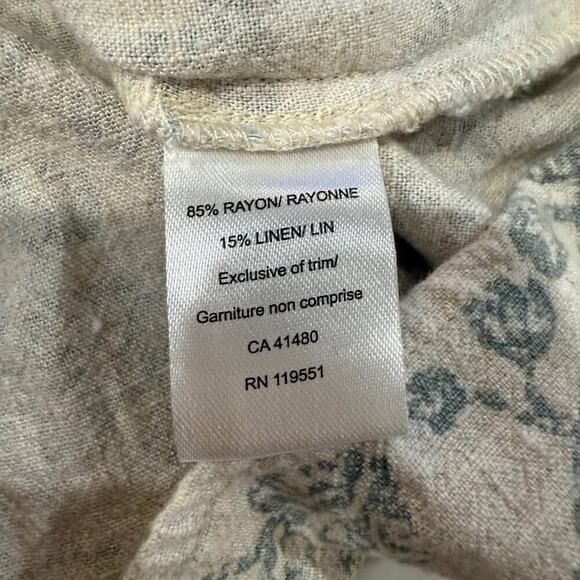 85% RAYON/ RAYONNE
15% LINEN/ LIN
Exclusive of trim/
Garniture non comprise
CA 41480
RN 119551